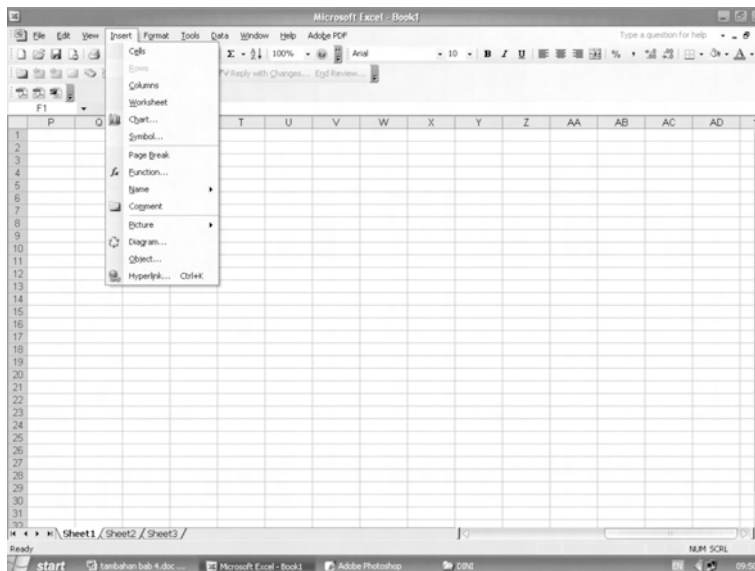 Microsoft Excel - Book1
File Edit View Insert Format Tools Data Window Help Adobe PDF
Type a question for help
Σ 100% Arial 10 B I U % ,
Reply with Changes... End Review...
F1
P Q T U V W X Y Z AA AB AC AD
Cells
Rows
Columns
Worksheet
Chart...
Symbol...
Page Break
fx Function...
Name
Comment
Picture
Diagram...
Object...
Hyperlink... Ctrl+K
1
2
3
4
5
6
7
8
9
10
11
12
13
14
15
16
17
18
19
20
21
22
23
24
25
26
27
28
29
30
31
32
Sheet1 / Sheet2 / Sheet3 /
Ready
NUM SCRL
start
tambahan bab 4.doc ...
Microsoft Excel - Book1
Adobe Photoshop
DINI
EN